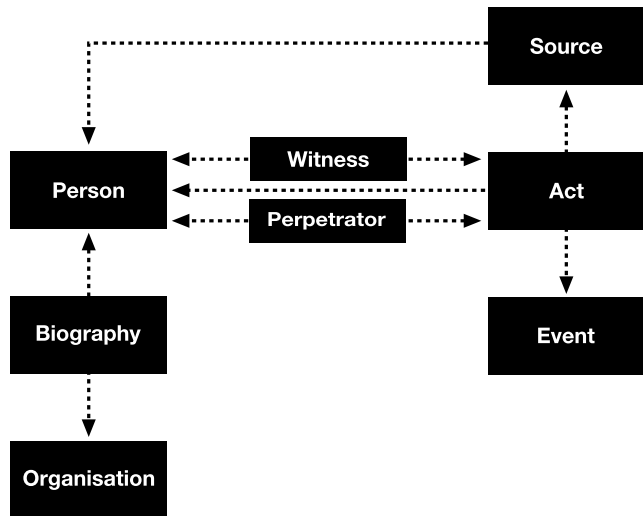 Source
Witness
Person
Act
Perpetrator
Biography
Event
Organisation